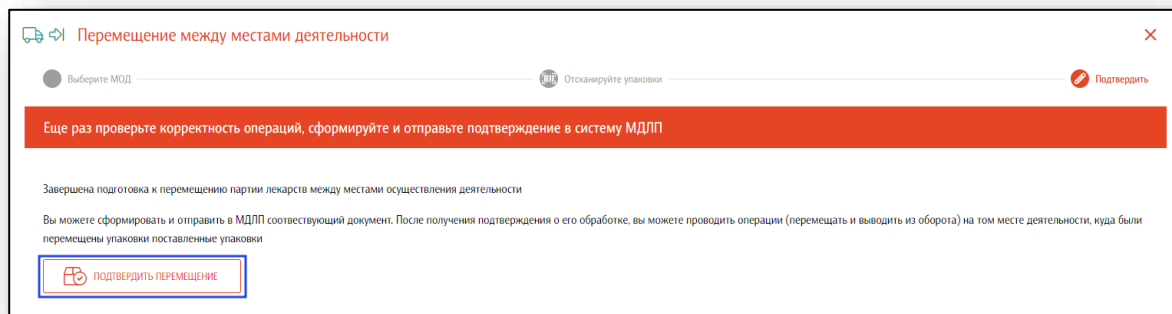 Перемещение между местами деятельности
Выберите МОД
Отсканируйте упаковки
Подтвердить
Еще раз проверьте корректность операций, сформируйте и отправьте подтверждение в систему МДЛП
Завершена подготовка к перемещению партии лекарств между местами осуществления деятельности
Вы можете сформировать и отправить в МДЛП соотвествующий документ. После получения подтверждения о его обработке, вы можете проводить операции (перемещать и выводить из оборота) на том месте деятельности, куда были
перемещены упаковки поставленные упаковки
ПОДТВЕРДИТЬ ПЕРЕМЕЩЕНИЕ